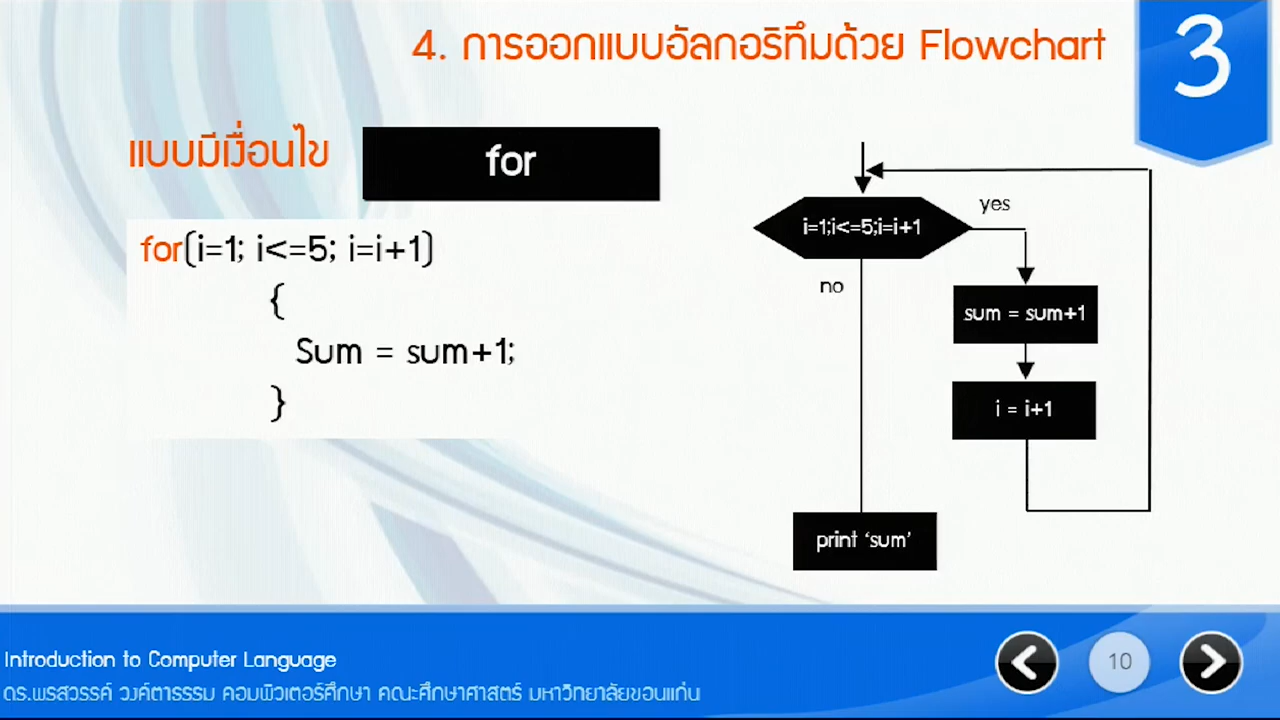 4. การออกแบบอัลกอริทึมด้วย Flowchart
3
แบบมีเงื่อนไข
for
for(i=1; i<=5; i=i+1)
{
Sum = sum+1;
}
i=1;i<=5;i=i+1
yes
no
sum = sum+1
i = i+1
print ‘sum’
Introduction to Computer Language
ดร.พรสวรรค์ วงค์ตาธรรม คอมพิวเตอร์ศึกษา คณะศึกษาศาสตร์ มหาวิทยาลัยขอนแก่น
10